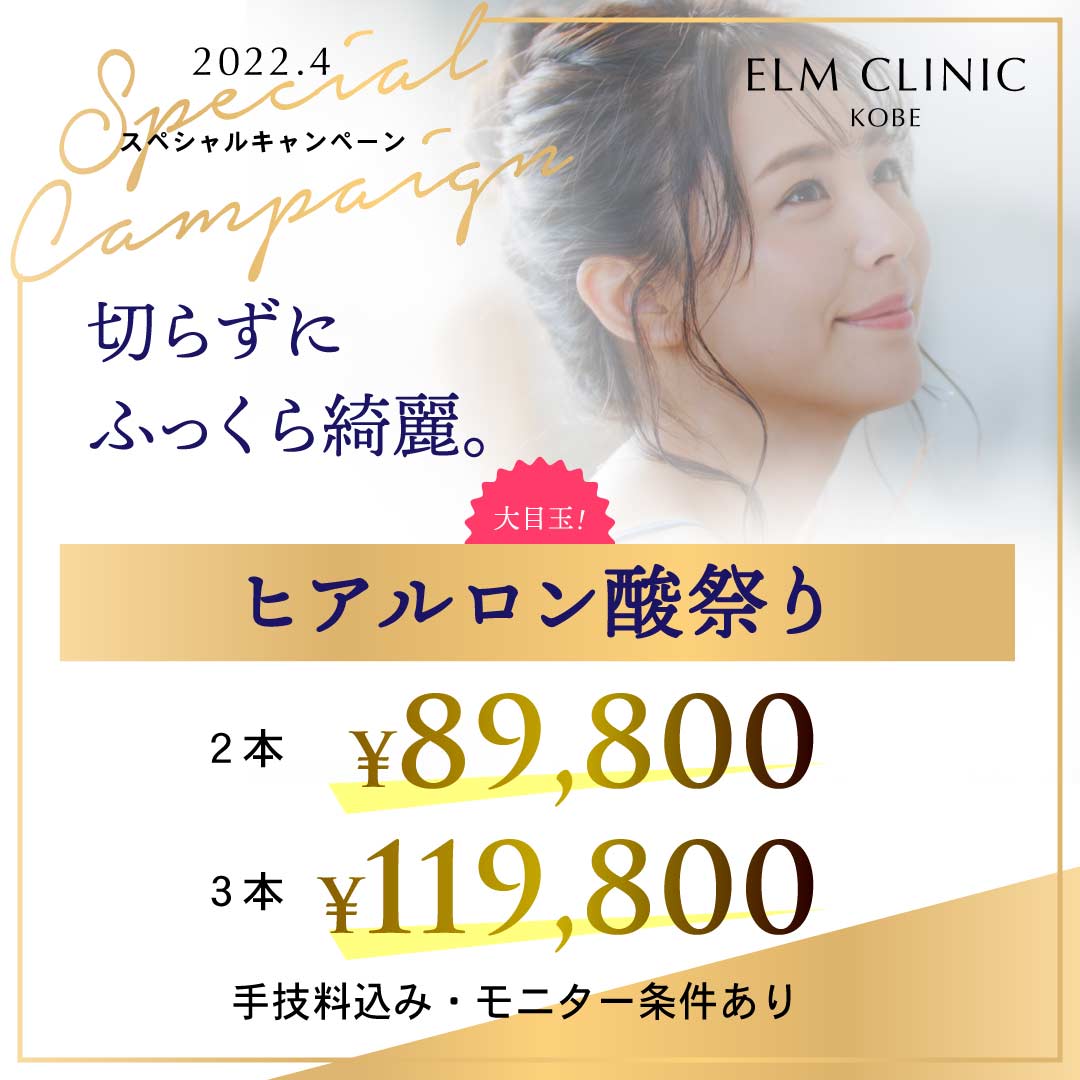 2022.4
Special
スペシャルキャンペーン
Campaign
ELM CLINIC
KOBE
切らずに
ふっくら綺麗。
大目玉!
ヒアルロン酸祭り
2本 ¥89,800
3本 ¥119,800
手技料込み・モニター条件あり